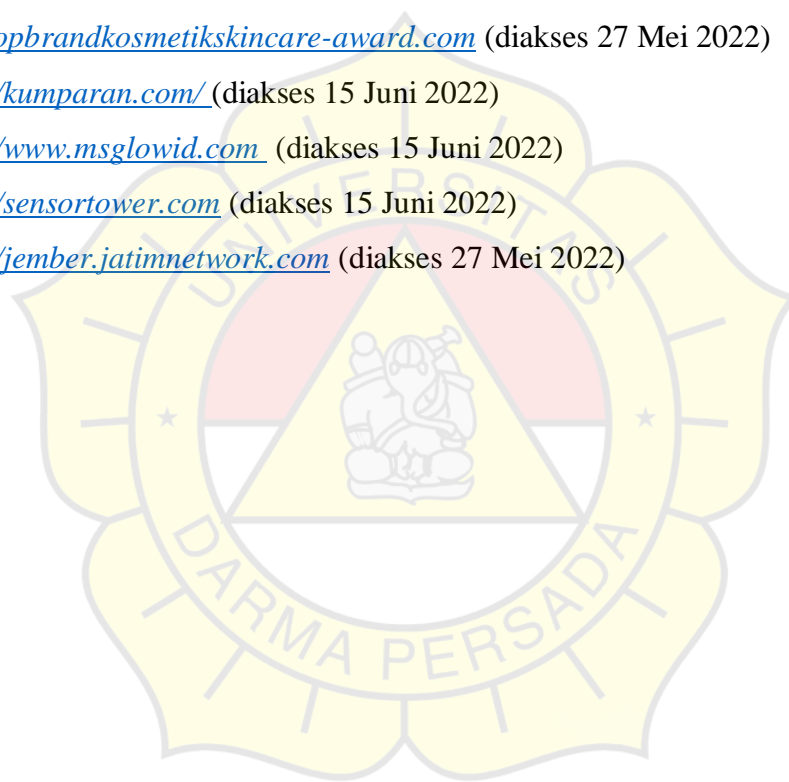 opbrandkosmetikskincare-award.com (diakses 27 Mei 2022)
/kumparan.com/ (diakses 15 Juni 2022)
/www.msglowid.com (diakses 15 Juni 2022)
/sensortower.com (diakses 15 Juni 2022)
/jember.jatimnetwork.com (diakses 27 Mei 2022)
UNIVERSITAS
DARMA PERSADA